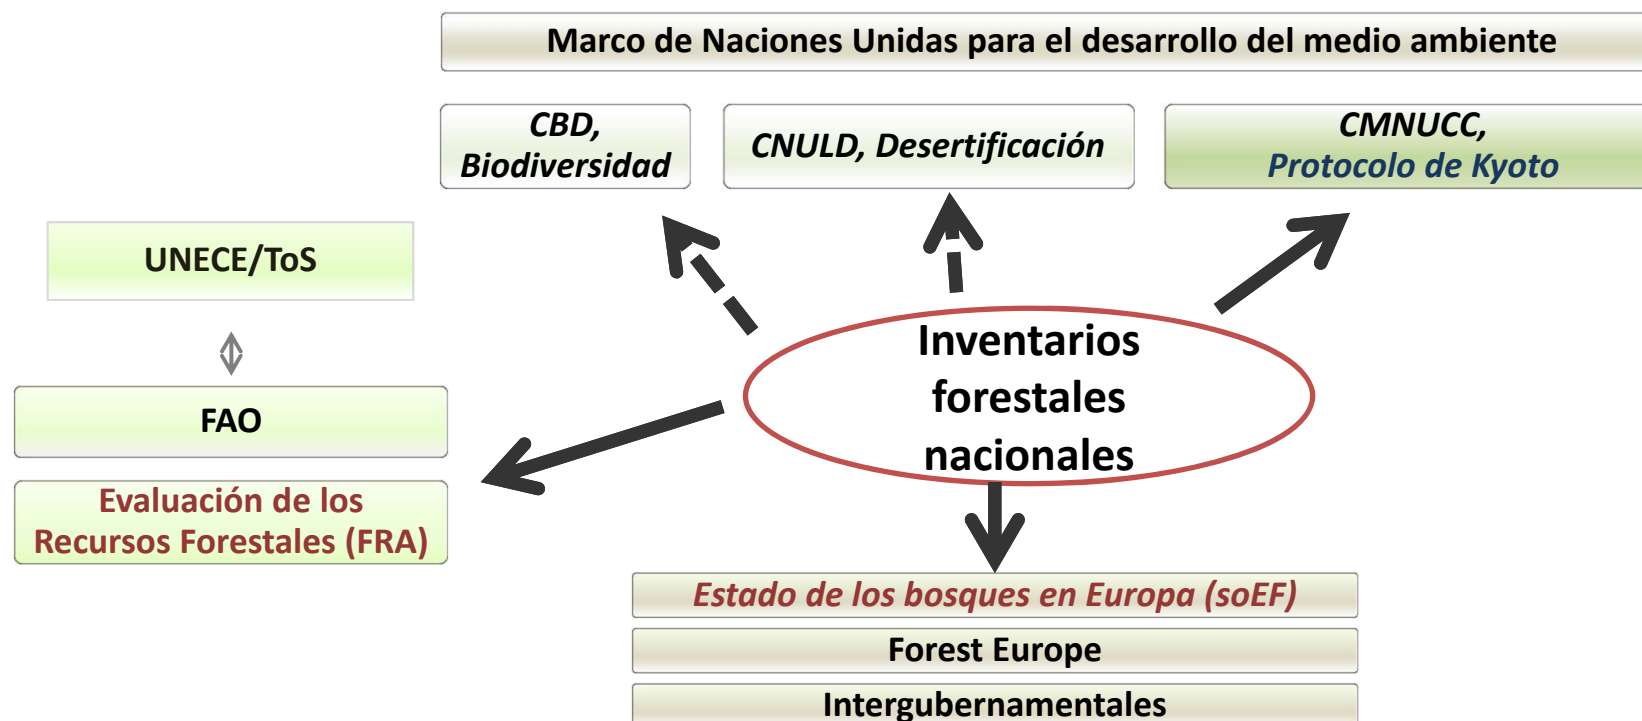 Marco de Naciones Unidas para el desarrollo del medio ambiente
CBD,
Biodiversidad
CNULD, Desertificación
CMNUCC,
Protocolo de Kyoto
UNECE/ToS
FAO
Evaluación de los
Recursos Forestales (FRA)
Inventarios
forestales
nacionales
Estado de los bosques en Europa (soEF)
Forest Europe
Intergubernamentales